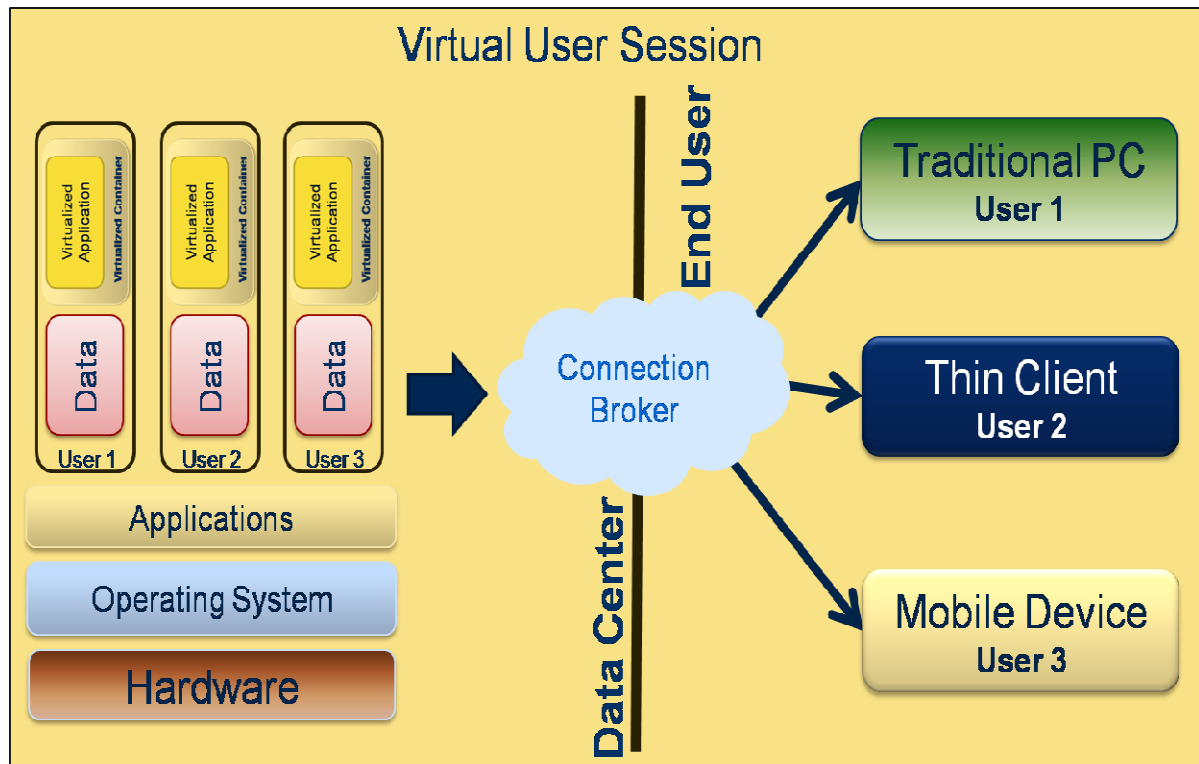 Virtual User Session
Virtualized
Application
Virtualized Container
Data
User 1
Virtualized
Application
Virtualized Container
Data
User 2
Virtualized
Application
Virtualized Container
Data
User 3
Applications
Operating System
Hardware
Connection
Broker
Data Center
End User
Traditional PC
User 1
Thin Client
User 2
Mobile Device
User 3